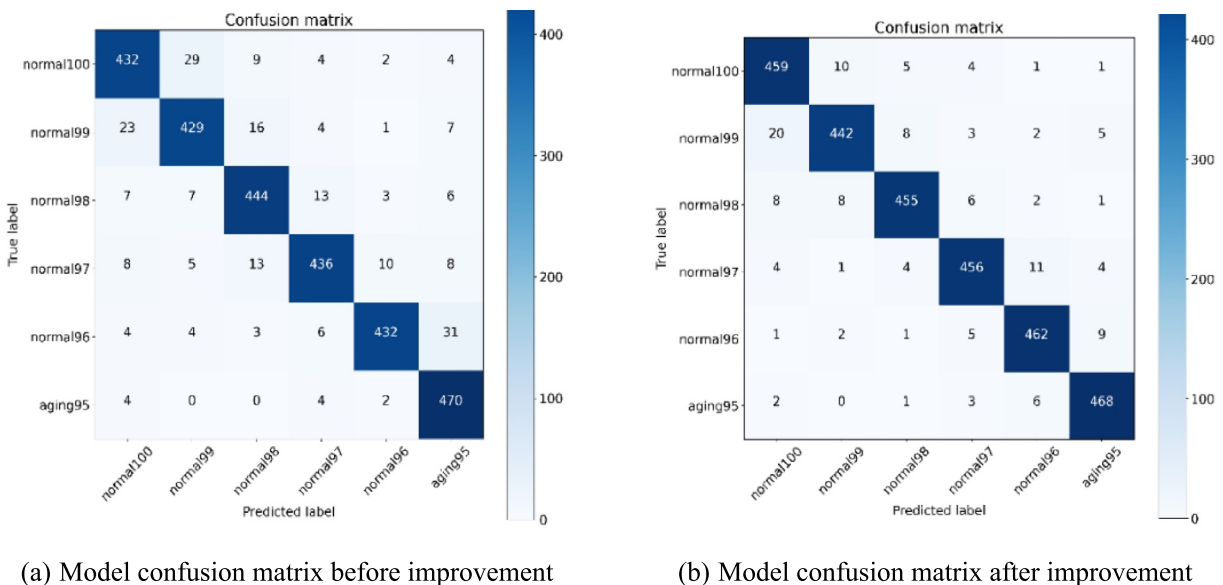 Confusion matrix
normal100 432 29 9 4 2 4
normal99 23 429 16 4 1 7
normal98 7 7 444 13 3 6
normal97 8 5 13 436 10 8
normal96 4 4 3 6 432 31
aging95 4 0 0 4 2 470
True label
normal100 normal99 normal98 normal97 normal96 aging95
Predicted label
400
300
200
100
0
(a) Model confusion matrix before improvement
Confusion matrix
normal100 459 10 5 4 1 1
normal99 20 442 8 3 2 5
normal98 8 8 455 6 2 1
normal97 4 1 4 456 11 4
normal96 1 2 1 5 462 9
aging95 2 0 1 3 6 468
True label
normal100 normal99 normal98 normal97 normal96 aging95
Predicted label
400
300
200
100
0
(b) Model confusion matrix after improvement